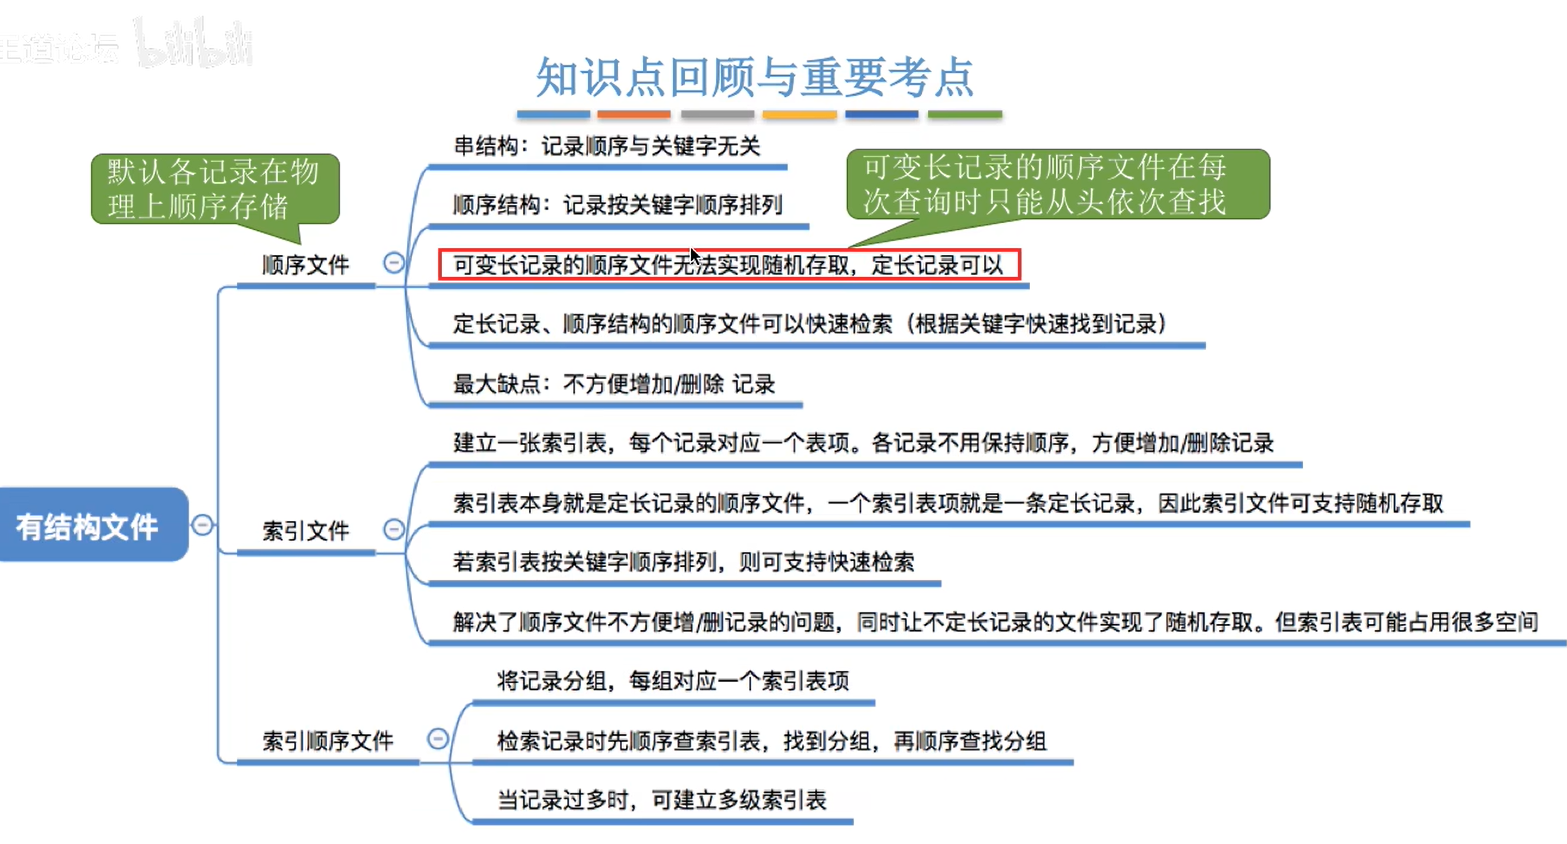 王道论坛 bilibili
知识点回顾与重要考点
默认各记录在物
理上顺序存储
可变长记录的顺序文件在每
次查询时只能从头依次查找
有结构文件
顺序文件
串结构：记录顺序与关键字无关
顺序结构：记录按关键字顺序排列
可变长记录的顺序文件无法实现随机存取，定长记录可以
定长记录、顺序结构的顺序文件可以快速检索（根据关键字快速找到记录）
最大缺点：不方便增加/删除 记录
索引文件
建立一张索引表，每个记录对应一个表项。各记录不用保持顺序，方便增加/删除记录
索引表本身就是定长记录的顺序文件，一个索引表项就是一条定长记录，因此索引文件可支持随机存取
若索引表按关键字顺序排列，则可支持快速检索
解决了顺序文件不方便增/删记录的问题，同时让不定长记录的文件实现了随机存取。但索引表可能占用很多空间
索引顺序文件
将记录分组，每组对应一个索引表项
检索记录时先顺序查索引表，找到分组，再顺序查找分组
当记录过多时，可建立多级索引表